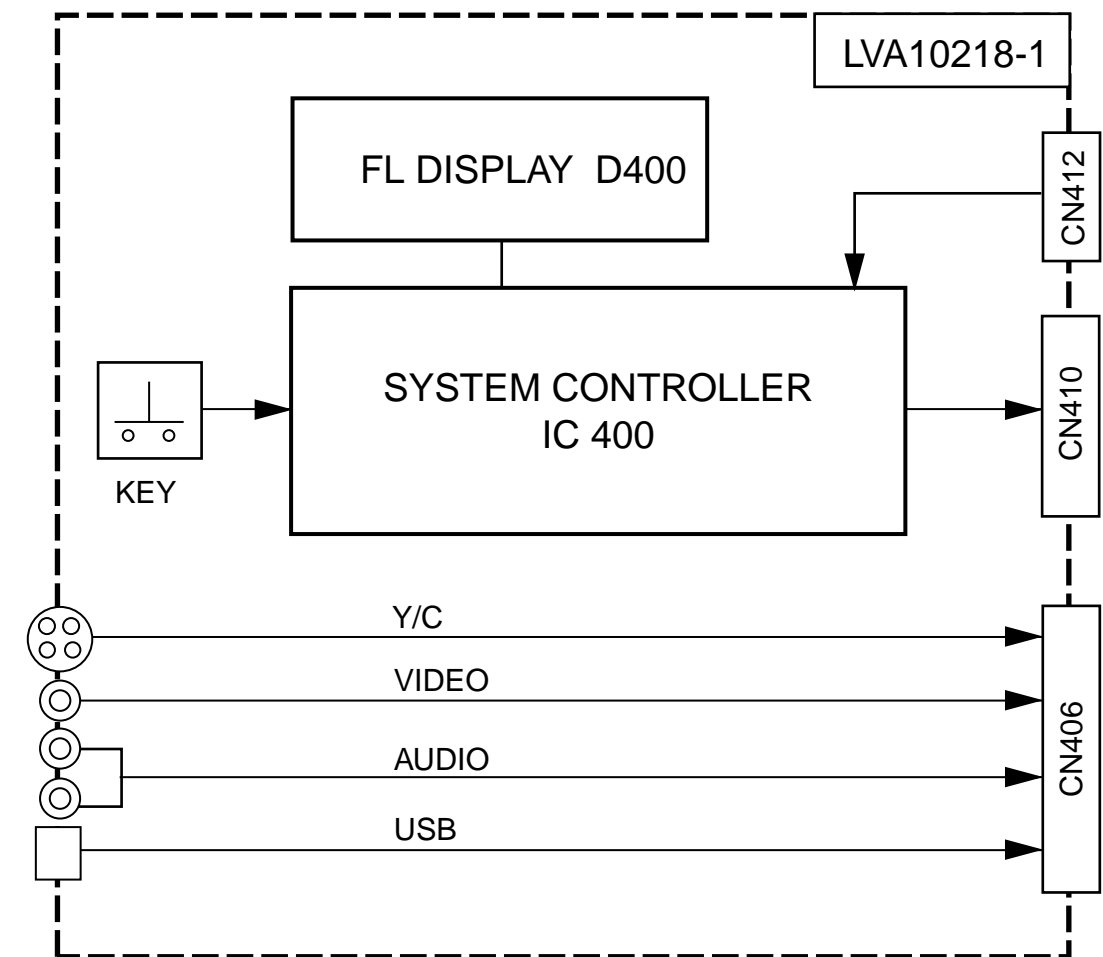 LVA10218-1
FL DISPLAY D400
CN412
SYSTEM CONTROLLER
IC 400
CN410
KEY
Y/C
VIDEO
CN406
AUDIO
USB